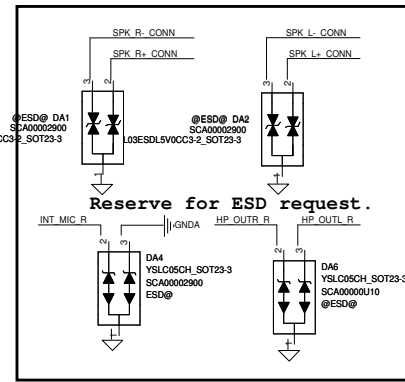 SPK R- CONN
SPK R+ CONN
3
2
@ESD@ DA1
SCA00002900
CC3-2_SOT23-3
1
SPK L- CONN
SPK L+ CONN
3
2
@ESD@ DA2
SCA00002900
L03ESDL5V0CC3-2_SOT23-3
1
Reserve for ESD request.
INT_MIC_R
GNDA
2
3
DA4
YSLC05CH_SOT23-3
SCA00002900
ESD@
1
HP_OUTR_R
HP_OUTL_R
2
3
DA6
YSLC05CH_SOT23-3
SCA00000U10
@ESD@
1